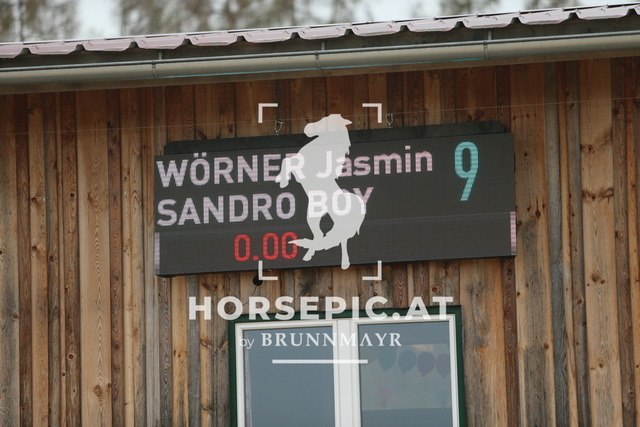 WÖRNER Jasmin 9
SANDRO BOY
0.00
HORSEPIC.AT
by BRUNNMAYR